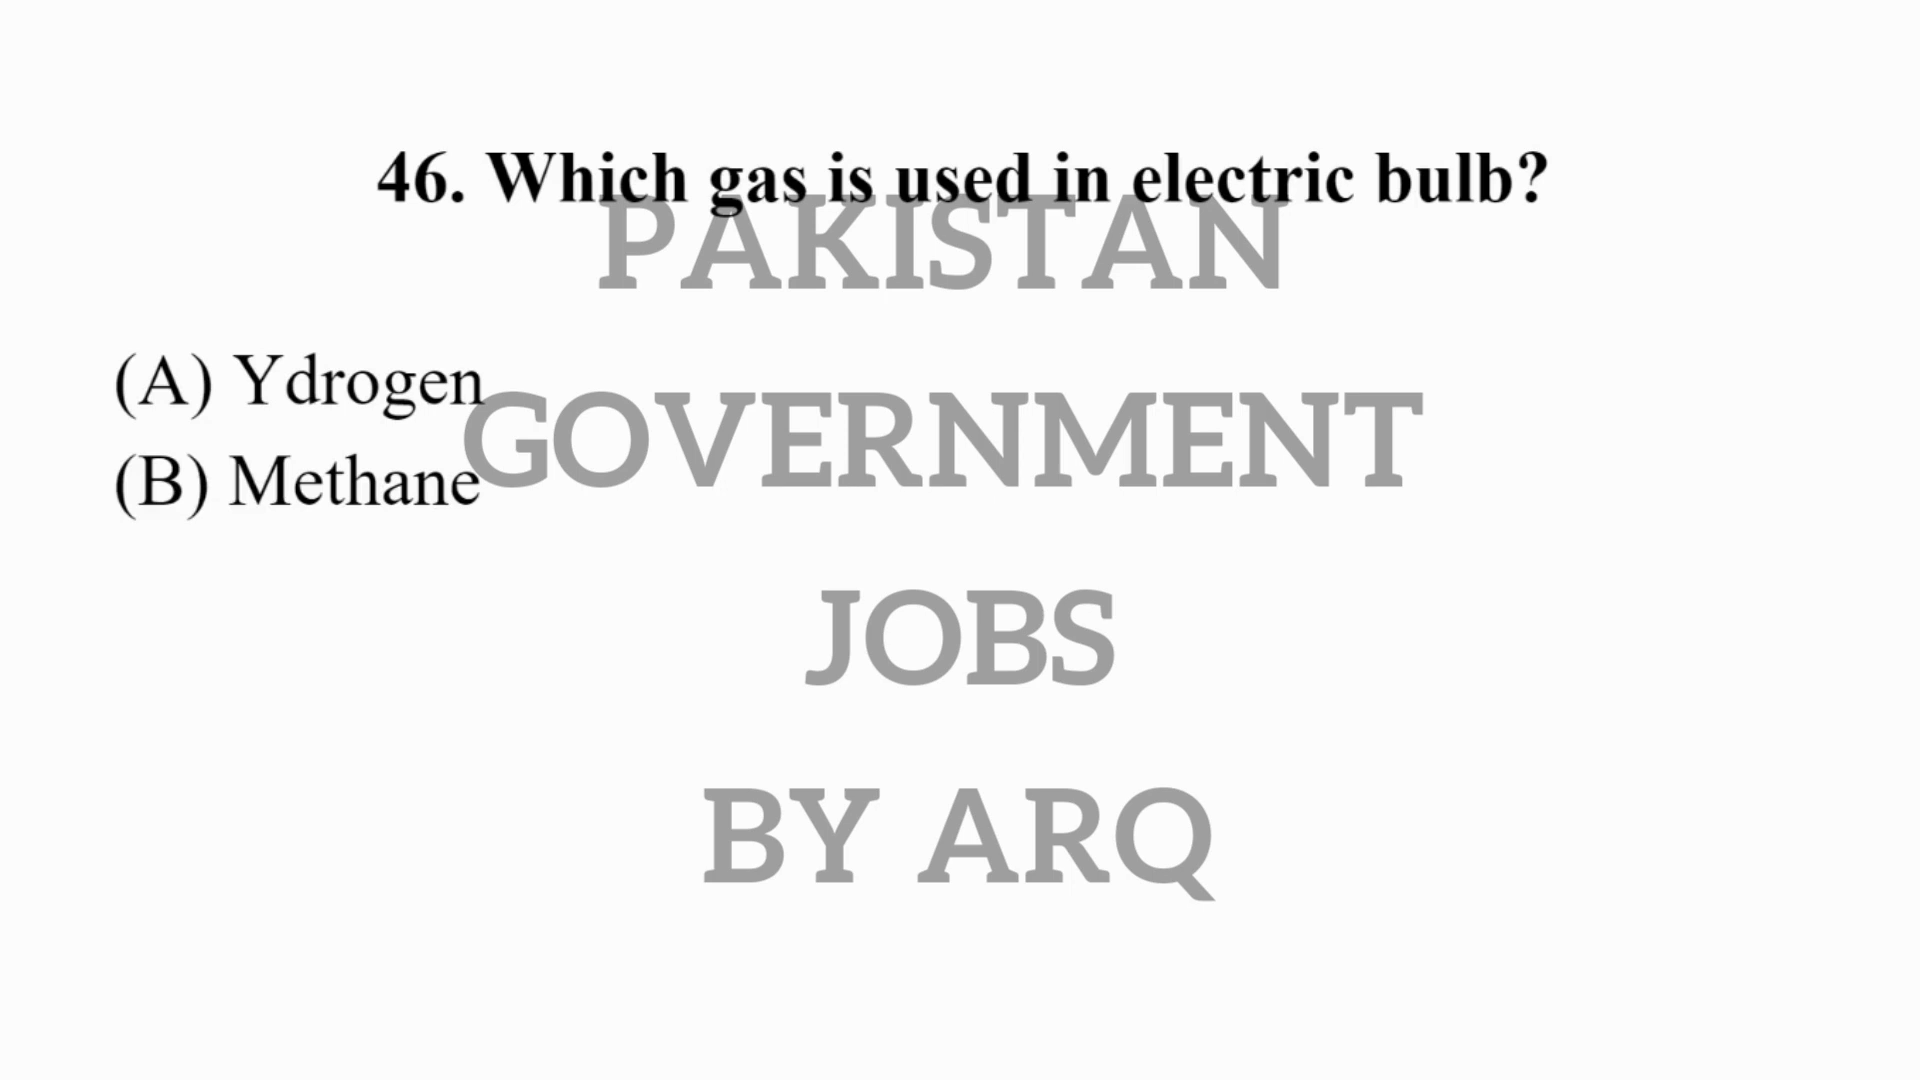 46. Which gas is used in electric bulb?
PAKISTAN
(A) Ydrogen
GOVERNMENT
(B) Methane
JOBS
BY ARQ